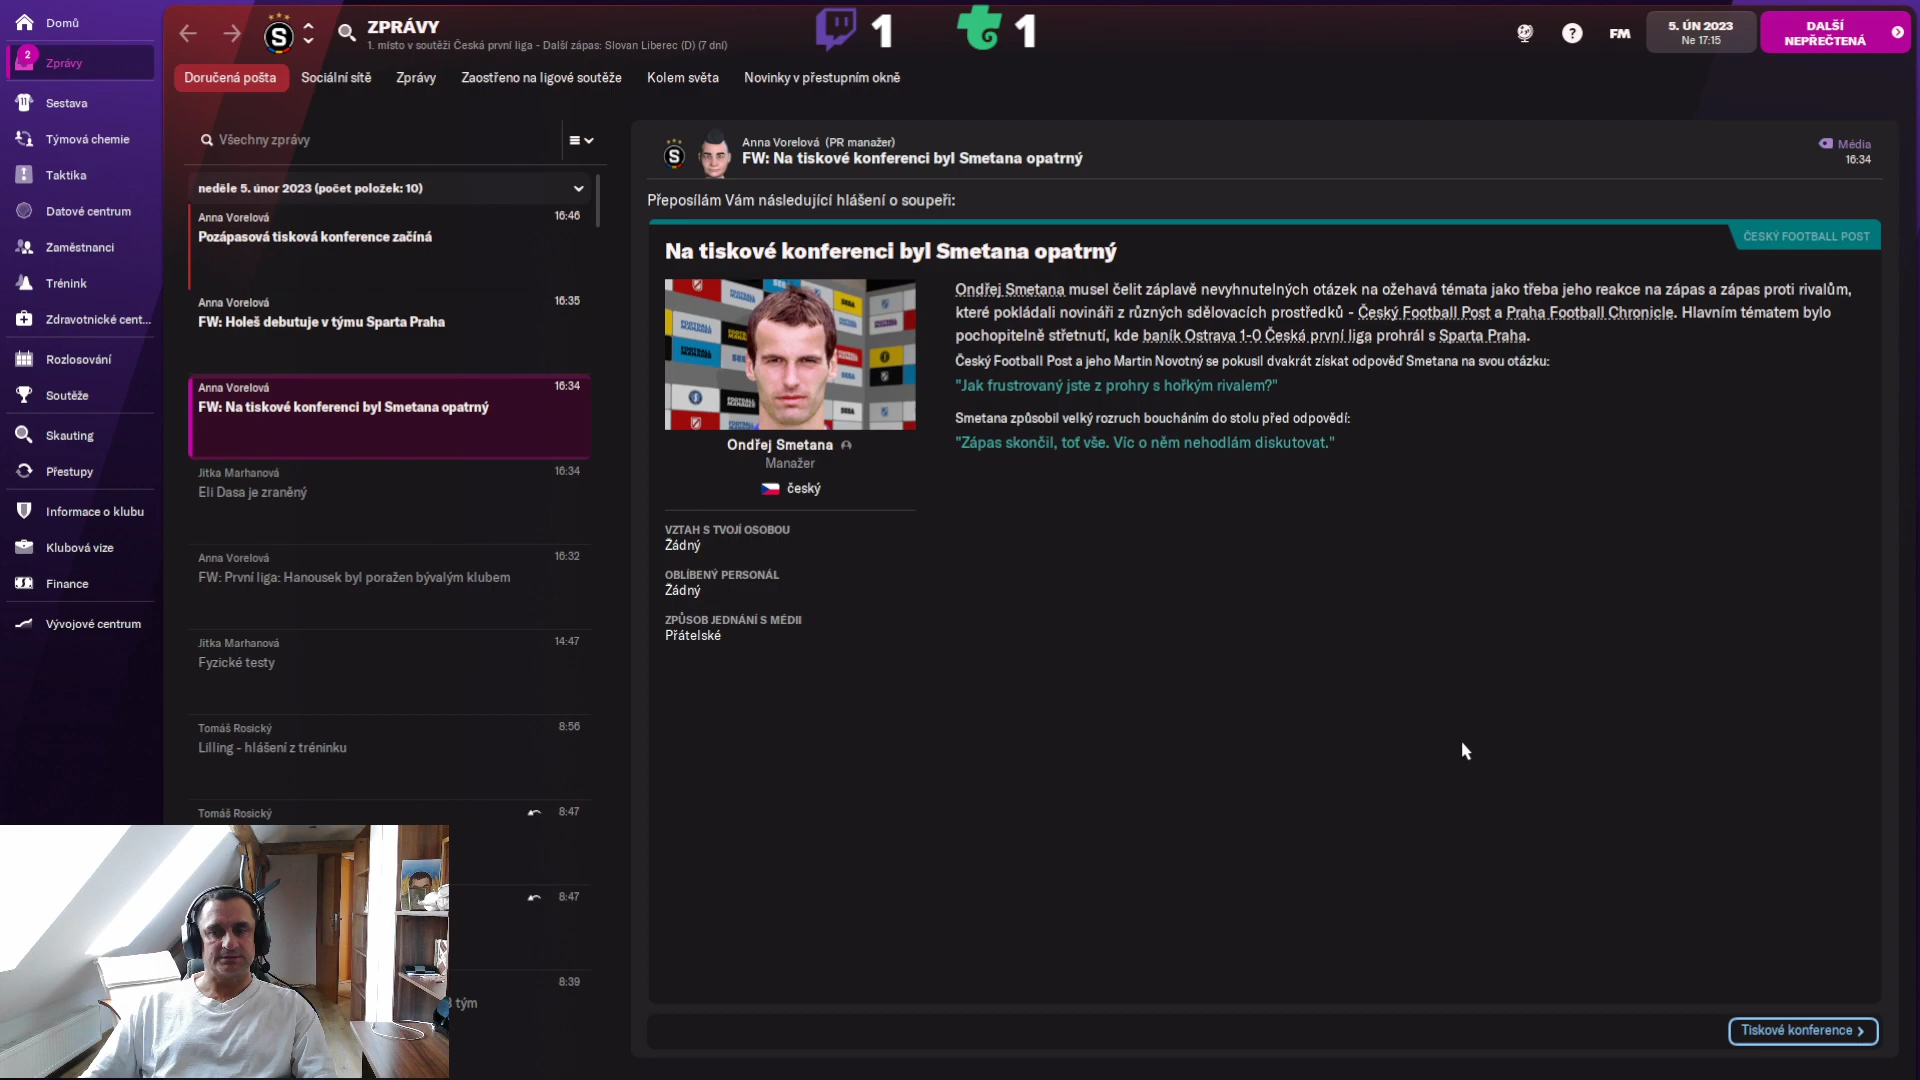 Domů
ZPRÁVY
1. místo v soutěži Česká první liga - Další zápas: Slovan Liberec (D) (7 dní)
1
1
FM
5. ÚN 2023
Ne 17:15
DALŠÍ
NEPŘEČTENÁ
2
Zprávy
Doručená pošta
Sociální sítě
Zprávy
Zaostřeno na ligové soutěže
Kolem světa
Novinky v přestupním okně
Sestava
Týmová chemie
Taktika
Datové centrum
Zaměstnanci
Trénink
Zdravotnické cent...
Rozlosování
Soutěže
Skauting
Přestupy
Informace o klubu
Klubová vize
Finance
Vývojové centrum
Všechny zprávy
neděle 5. únor 2023 (počet položek: 10)
Anna Vorelová
16:46
Pozápasová tisková konference začíná
Anna Vorelová
16:35
FW: Holeš debutuje v týmu Sparta Praha
Anna Vorelová
16:34
FW: Na tiskové konferenci byl Smetana opatrný
Jitka Marhanová
16:34
Eli Dasa je zraněný
Anna Vorelová
16:32
FW: První liga: Hanousek byl poražen bývalým klubem
Jitka Marhanová
14:47
Fyzické testy
Tomáš Rosický
8:56
Lilling - hlášení z tréninku
Tomáš Rosický
8:47
8:47
8:39
tým
Anna Vorelová (PR manažer)
FW: Na tiskové konferenci byl Smetana opatrný
Média
16:34
Přeposílám Vám následující hlášení o soupeři:
ČESKÝ FOOTBALL POST
Na tiskové konferenci byl Smetana opatrný
Ondřej Smetana musel čelit záplavě nevyhnutelných otázek na ožehavá témata jako třeba jeho reakce na zápas a zápas proti rivalům,
které pokládali novináři z různých sdělovacích prostředků - Český Football Post a Praha Football Chronicle. Hlavním tématem bylo
pochopitelně střetnutí, kde baník Ostrava 1-0 Česká první liga prohrál s Sparta Praha.
Český Football Post a jeho Martin Novotný se pokusil dvakrát získat odpověď Smetana na svou otázku:
"Jak frustrovaný jste z prohry s hořkým rivalem?"
Smetana způsobil velký rozruch boucháním do stolu před odpovědí:
"Zápas skončil, toť vše. Víc o něm nehodlám diskutovat."
Ondřej Smetana
Manažer
český
VZTAH S TVOJÍ OSOBOU
Žádný
OBLÍBENÝ PERSONÁL
Žádný
ZPŮSOB JEDNÁNÍ S MÉDII
Přátelské
Tiskové konference